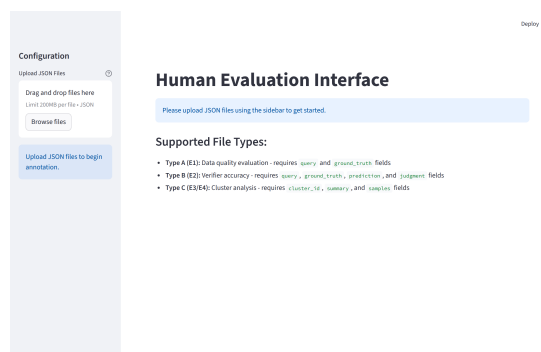 Deploy
Configuration
Upload JSON Files
Drag and drop files here
Limit 200MB per file • JSON
Browse files
Upload JSON files to begin
annotation.
Human Evaluation Interface
Please upload JSON files using the sidebar to get started.
Supported File Types:
• Type A (E1): Data quality evaluation - requires query and ground_truth fields
• Type B (E2): Verifier accuracy - requires query, ground_truth, prediction, and judgment fields
• Type C (E3/E4): Cluster analysis - requires cluster_id, summary, and samples fields